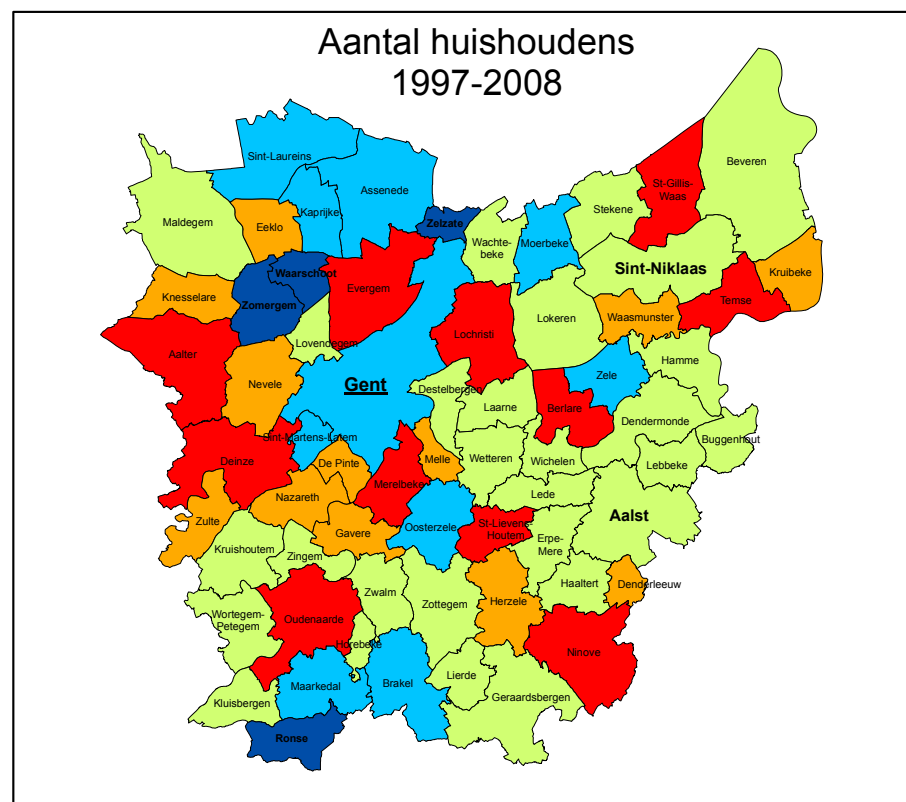 Aantal huishoudens
1997-2008
Sint-Laureins
Assenede
Kaprijke
Maldegem
Eeklo
Zelzate
Wachte-
beke
Moerbeke
Stekene
St-Gillis-
Waas
Beveren
Waarschoot
Sint-Niklaas
Kruibeke
Knesselare
Zomergem
Evergem
Temse
Lovendegem
Lochristi
Lokeren
Waasmunster
Aalter
Hamme
Nevele
Gent
Destelbergen
Zele
Laarne
Berlare
Dendermonde
Buggenhout
Sint-Martens-Latem
Deinze
De Pinte
Melle
Wetteren
Wichelen
Lebbeke
Merelbeke
Nazareth
Lede
Zulte
Gavere
Oosterzele
St-Lievens-
Houtem
Aalst
Kruishoutem
Zingem
Erpe-
Mere
Haaltert
Denderleeuw
Zwalm
Zottegem
Herzele
Wortegem-
Petegem
Oudenaarde
Horebeke
Ninove
Maarkedal
Brakel
Lierde
Geraardsbergen
Kluisbergen
Ronse